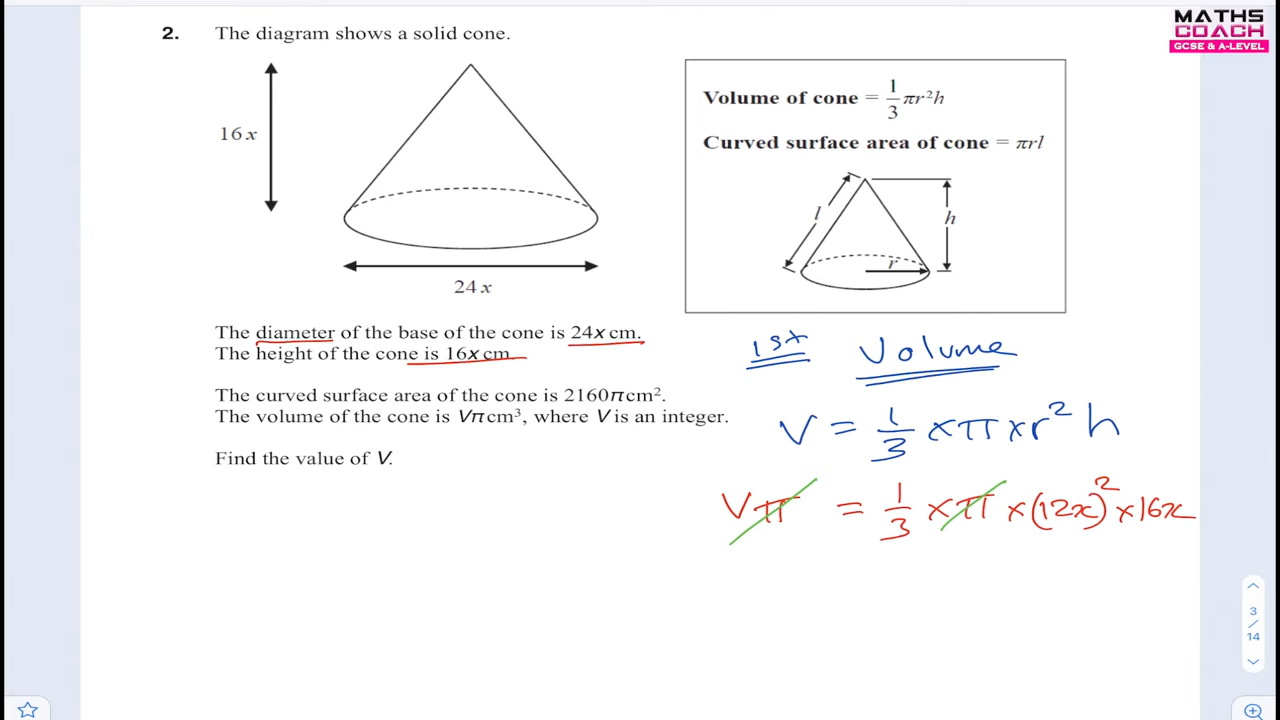 MATHS
COACH
GCSE & A-LEVEL
2. The diagram shows a solid cone.
16x
24x
Volume of cone = 1/3 πr²h
Curved surface area of cone = πrl
l
h
r
The diameter of the base of the cone is 24x cm.
The height of the cone is 16x cm
The curved surface area of the cone is 2160π cm².
The volume of the cone is Vπ cm³, where V is an integer.
Find the value of V.
1st Volume
V = 1/3 × π × r² h
Vπ = 1/3 × π × (12x)² × 16x
3
/
14